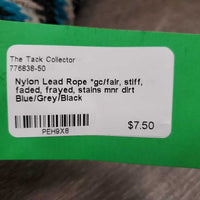 The Tack Collector
776838-50
Nylon Lead Rope *gc/fair, stiff,
faded, frayed, stains mnr dirt
Blue/Grey/Black
PEH9X8
$7.50